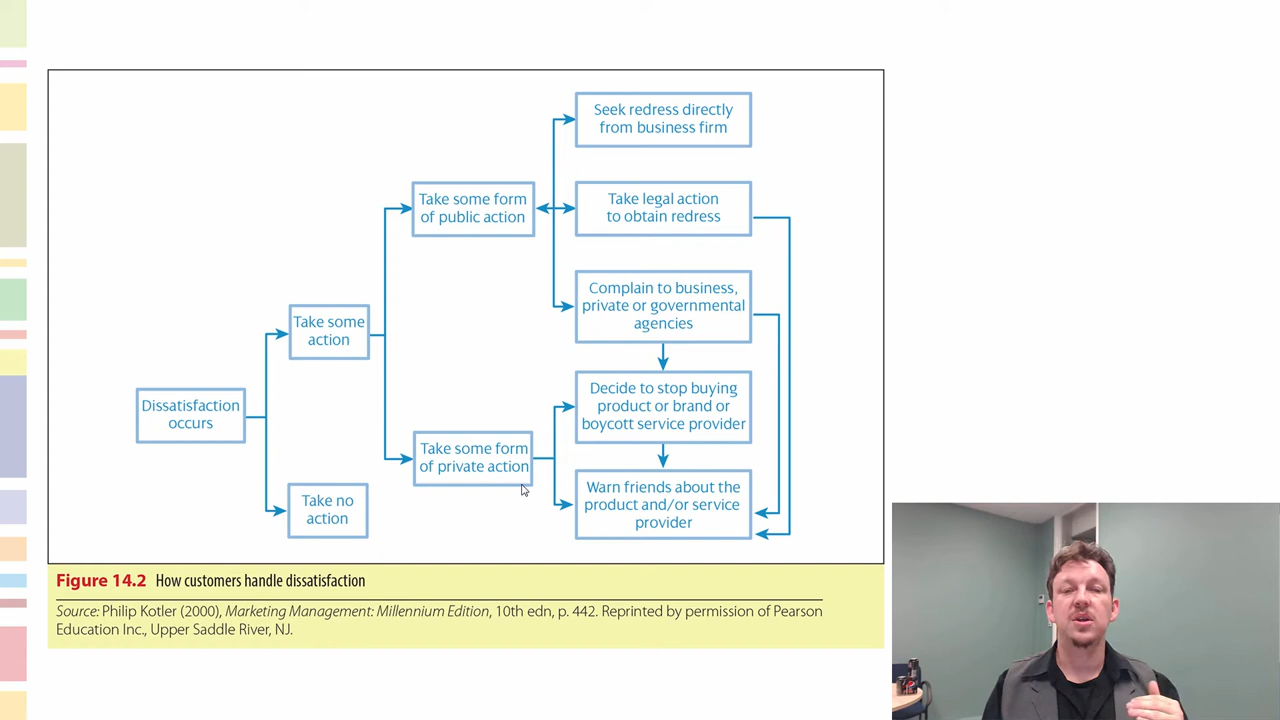 Seek redress directly
from business firm
Take some form
of public action
Take legal action
to obtain redress
Complain to business,
private or governmental
agencies
Take some
action
Decide to stop buying
product or brand or
boycott service provider
Dissatisfaction
occurs
Take some form
of private action
Warn friends about the
product and/or service
provider
Take no
action
Figure 14.2 How customers handle dissatisfaction
Source: Philip Kotler (2000), Marketing Management: Millennium Edition, 10th edn, p. 442. Reprinted by permission of Pearson
Education Inc., Upper Saddle River, NJ.